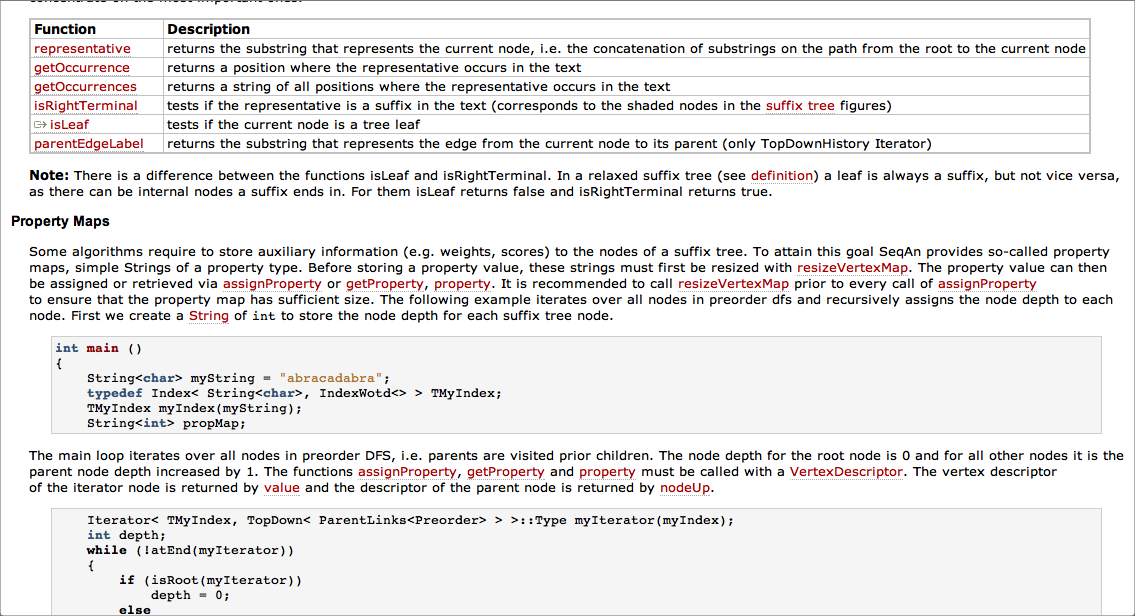 concentrate on the most important ones.
Function Description
representative returns the substring that represents the current node, i.e. the concatenation of substrings on the path from the root to the current node
getOccurrence returns a position where the representative occurs in the text
getOccurrences returns a string of all positions where the representative occurs in the text
isRightTerminal tests if the representative is a suffix in the text (corresponds to the shaded nodes in the suffix tree figures)
isLeaf tests if the current node is a tree leaf
parentEdgeLabel returns the substring that represents the edge from the current node to its parent (only TopDownHistory Iterator)
Note: There is a difference between the functions isLeaf and isRightTerminal. In a relaxed suffix tree (see definition) a leaf is always a suffix, but not vice versa,
as there can be internal nodes a suffix ends in. For them isLeaf returns false and isRightTerminal returns true.
Property Maps
Some algorithms require to store auxiliary information (e.g. weights, scores) to the nodes of a suffix tree. To attain this goal SeqAn provides so-called property
maps, simple Strings of a property type. Before storing a property value, these strings must first be resized with resizeVertexMap. The property value can then
be assigned or retrieved via assignProperty or getProperty, property. It is recommended to call resizeVertexMap prior to every call of assignProperty
to ensure that the property map has sufficient size. The following example iterates over all nodes in preorder dfs and recursively assigns the node depth to each
node. First we create a String of int to store the node depth for each suffix tree node.
int main ()
{
    String<char> myString = "abracadabra";
    typedef Index< String<char>, IndexWotd<> > TMyIndex;
    TMyIndex myIndex(myString);
    String<int> propMap;
The main loop iterates over all nodes in preorder DFS, i.e. parents are visited prior children. The node depth for the root node is 0 and for all other nodes it is the
parent node depth increased by 1. The functions assignProperty, getProperty and property must be called with a VertexDescriptor. The vertex descriptor
of the iterator node is returned by value and the descriptor of the parent node is returned by nodeUp.
    Iterator< TMyIndex, TopDown< ParentLinks<Preorder> > >::Type myIterator(myIndex);
    int depth;
    while (!atEnd(myIterator))
    {
        if (isRoot(myIterator))
            depth = 0;
        else